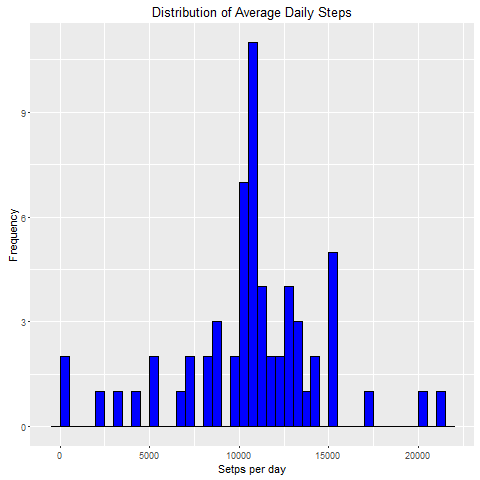 Distribution of Average Daily Steps
Frequency
9
6
3
0
0 5000 10000 15000 20000
Setps per day